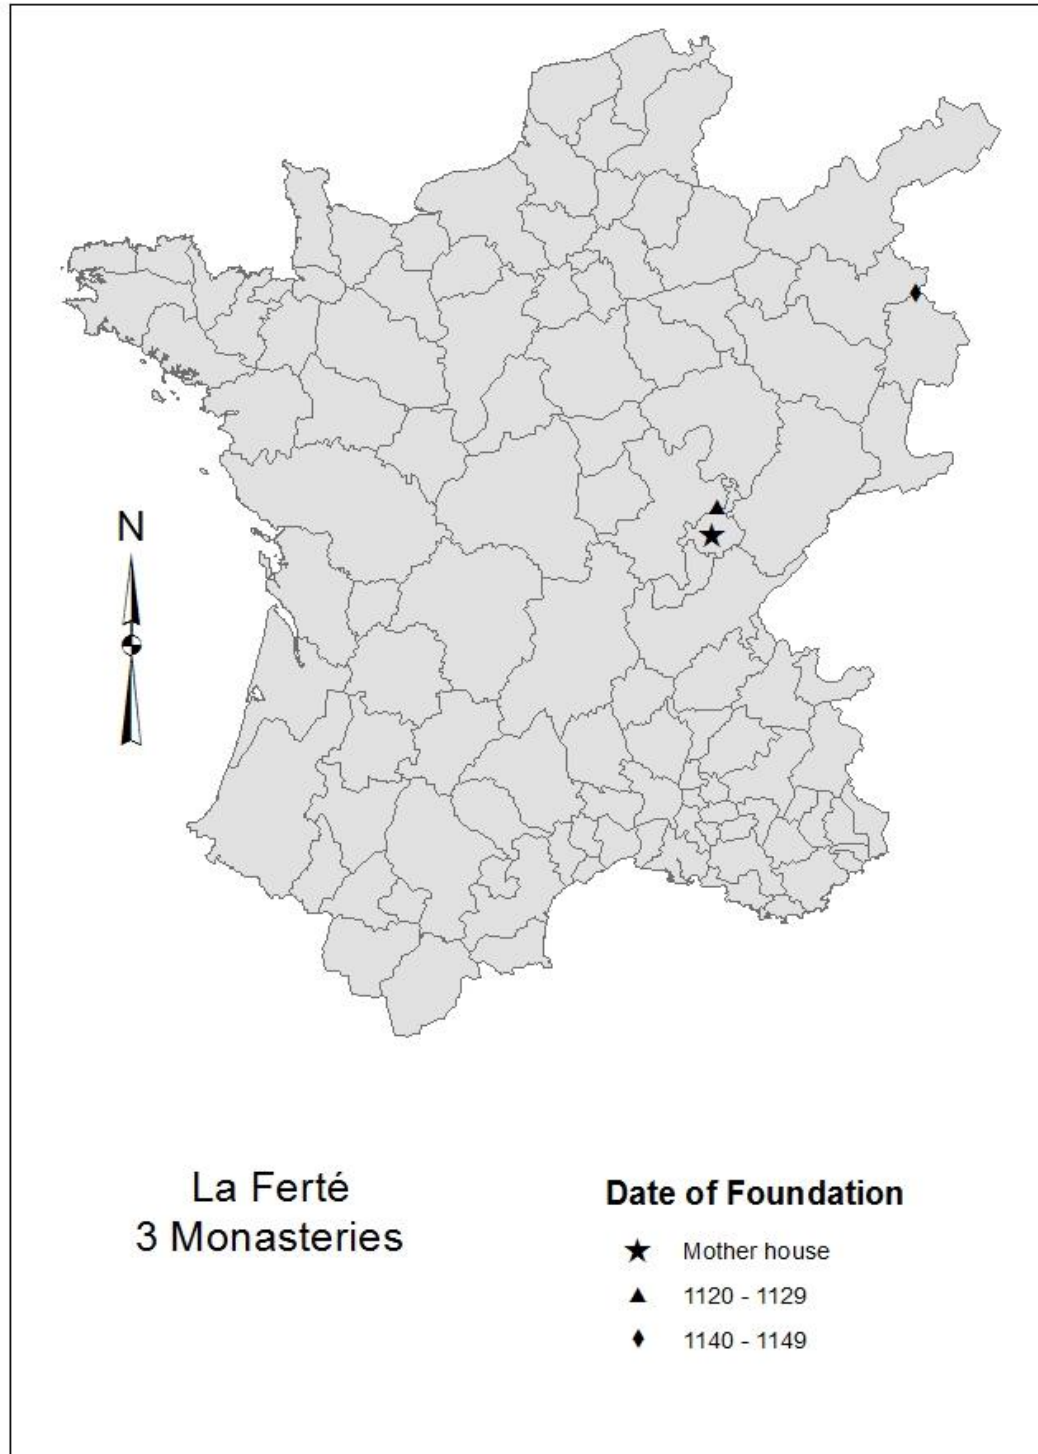 N
La Ferté
3 Monasteries
Date of Foundation
Mother house
1120 - 1129
1140 - 1149